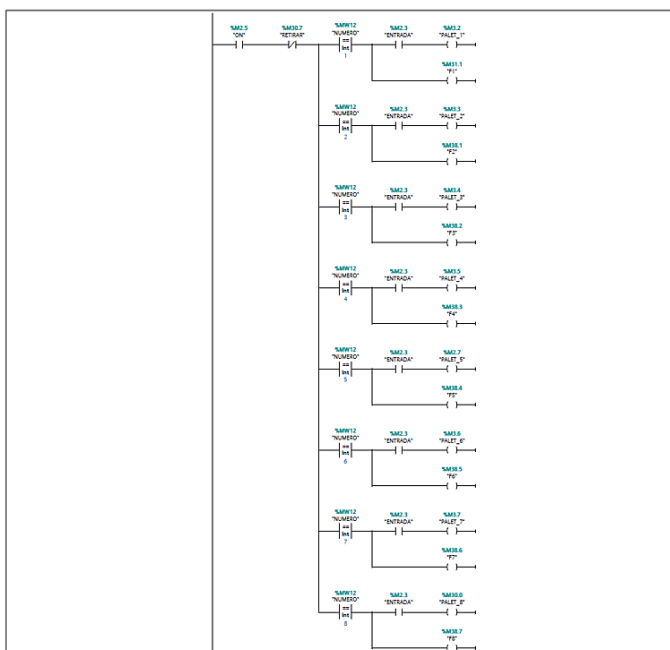 %M2.5 %M30.7 %MW12 %M2.3 %M3.2
"ON" "RETIRAR" "NUMERO" "ENTRADA" "PALET_1"
==
Int
1
%M31.1
"F1"
%MW12 %M2.3 %M3.3
"NUMERO" "ENTRADA" "PALET_2"
==
Int
2
%M38.1
"F2"
%MW12 %M2.3 %M3.4
"NUMERO" "ENTRADA" "PALET_3"
==
Int
3
%M38.2
"F3"
%MW12 %M2.3 %M3.5
"NUMERO" "ENTRADA" "PALET_4"
==
Int
4
%M38.3
"F4"
%MW12 %M2.3 %M2.7
"NUMERO" "ENTRADA" "PALET_5"
==
Int
5
%M38.4
"F5"
%MW12 %M2.3 %M3.6
"NUMERO" "ENTRADA" "PALET_6"
==
Int
6
%M38.5
"F6"
%MW12 %M2.3 %M3.7
"NUMERO" "ENTRADA" "PALET_7"
==
Int
7
%M38.6
"F7"
%MW12 %M2.3 %M30.0
"NUMERO" "ENTRADA" "PALET_8"
==
Int
8
%M38.7
"F8"